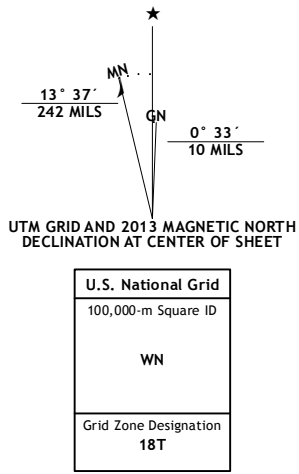 ★
MN
13° 37´
242 MILS
GN
0° 33´
10 MILS
UTM GRID AND 2013 MAGNETIC NORTH
DECLINATION AT CENTER OF SHEET
U.S. National Grid
100,000-m Square ID
WN
Grid Zone Designation
18T